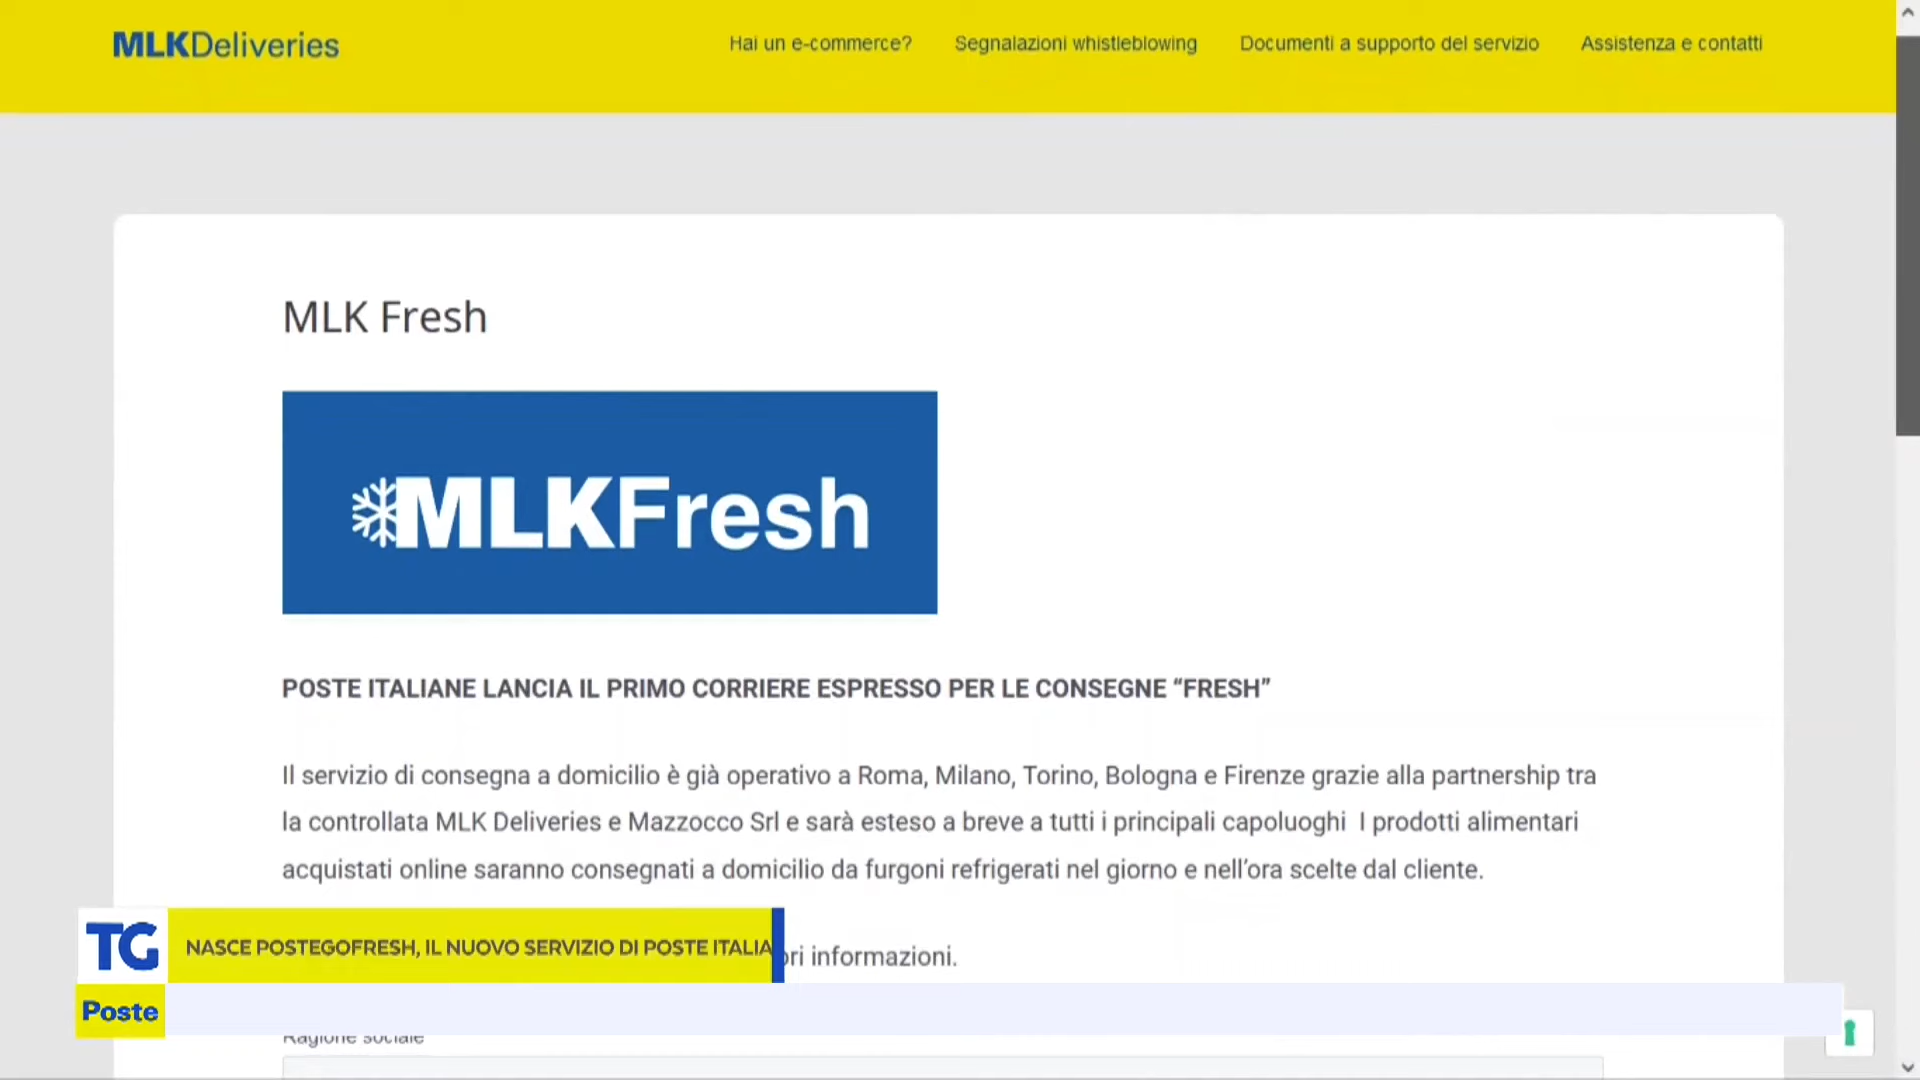 MLKDeliveries
Hai un e-commerce?
Segnalazioni whistleblowing
Documenti a supporto del servizio
Assistenza e contatti
MLK Fresh
MLKFresh
POSTE ITALIANE LANCIA IL PRIMO CORRIERE ESPRESSO PER LE CONSEGNE “FRESH”
Il servizio di consegna a domicilio è già operativo a Roma, Milano, Torino, Bologna e Firenze grazie alla partnership tra
la controllata MLK Deliveries e Mazzocco Srl e sarà esteso a breve a tutti i principali capoluoghi I prodotti alimentari
acquistati online saranno consegnati a domicilio da furgoni refrigerati nel giorno e nell’ora scelte dal cliente.
informazioni.
TG
NASCE POSTEGOFRESH, IL NUOVO SERVIZIO DI POSTE ITALIA
Poste
Ragione sociale